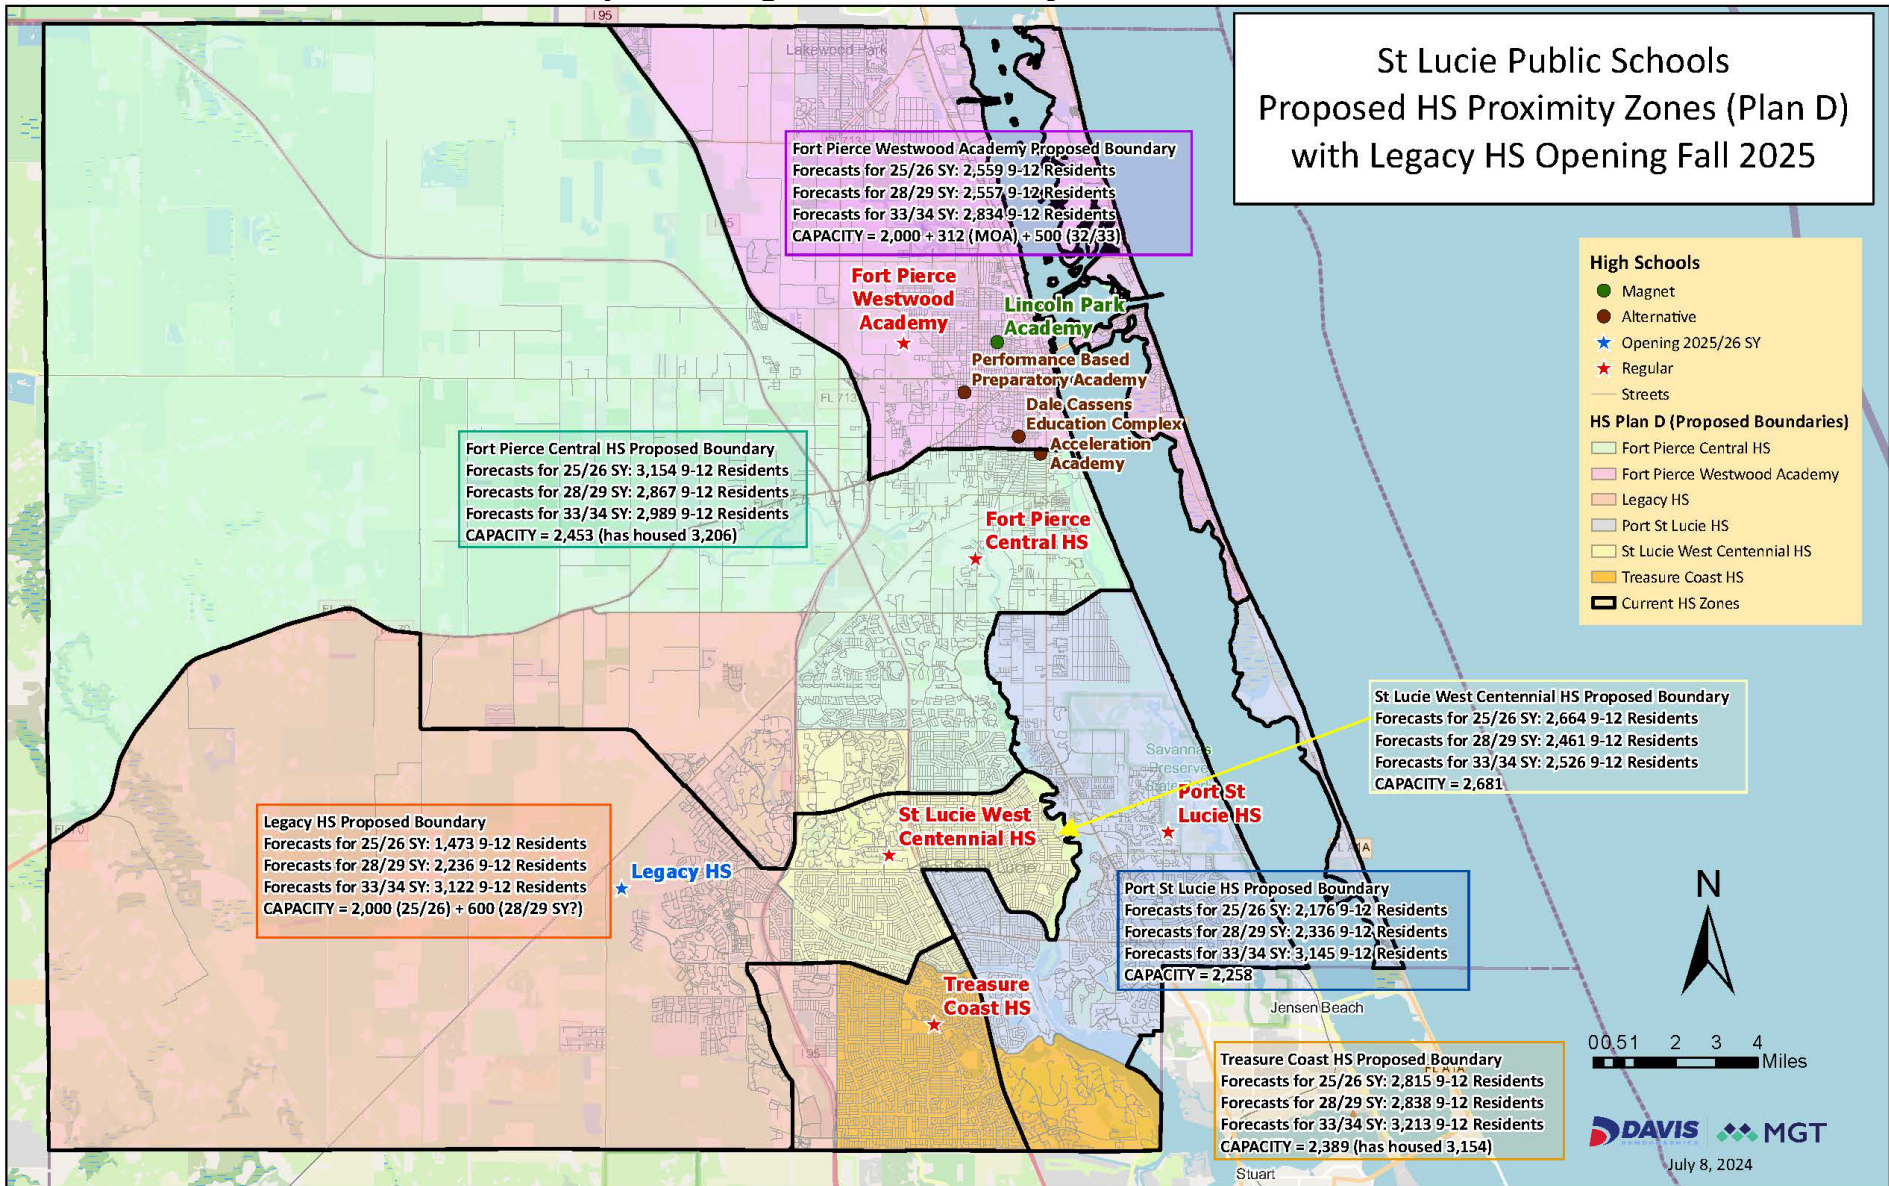 St Lucie Public Schools
Proposed HS Proximity Zones (Plan D)
with Legacy HS Opening Fall 2025
I 95
Lakewood Park
Fort Pierce Westwood Academy Proposed Boundary
Forecasts for 25/26 SY: 2,559 9-12 Residents
Forecasts for 28/29 SY: 2,557 9-12 Residents
Forecasts for 33/34 SY: 2,834 9-12 Residents
CAPACITY = 2,000 + 312 (MOA) + 500 (32/33)
Fort Pierce
Westwood
Academy
Lincoln Park
Academy
Performance Based
Preparatory Academy
Dale Cassens
Education Complex
Acceleration
Academy
FL 713
High Schools
Magnet
Alternative
Opening 2025/26 SY
Regular
Streets
HS Plan D (Proposed Boundaries)
Fort Pierce Central HS
Fort Pierce Westwood Academy
Legacy HS
Port St Lucie HS
St Lucie West Centennial HS
Treasure Coast HS
Current HS Zones
Fort Pierce Central HS Proposed Boundary
Forecasts for 25/26 SY: 3,154 9-12 Residents
Forecasts for 28/29 SY: 2,867 9-12 Residents
Forecasts for 33/34 SY: 2,989 9-12 Residents
CAPACITY = 2,453 (has housed 3,206)
Fort Pierce
Central HS
St Lucie West Centennial HS Proposed Boundary
Forecasts for 25/26 SY: 2,664 9-12 Residents
Forecasts for 28/29 SY: 2,461 9-12 Residents
Forecasts for 33/34 SY: 2,526 9-12 Residents
CAPACITY = 2,681
Savannas
Preserve
State
Port St
Lucie HS
St Lucie West
Centennial HS
Legacy HS Proposed Boundary
Forecasts for 25/26 SY: 1,473 9-12 Residents
Forecasts for 28/29 SY: 2,236 9-12 Residents
Forecasts for 33/34 SY: 3,122 9-12 Residents
CAPACITY = 2,000 (25/26) + 600 (28/29 SY?)
Legacy HS
Port St Lucie HS Proposed Boundary
Forecasts for 25/26 SY: 2,176 9-12 Residents
Forecasts for 28/29 SY: 2,336 9-12 Residents
Forecasts for 33/34 SY: 3,145 9-12 Residents
CAPACITY = 2,258
Treasure
Coast HS
I 95
Jensen Beach
Treasure Coast HS Proposed Boundary
Forecasts for 25/26 SY: 2,815 9-12 Residents
Forecasts for 28/29 SY: 2,838 9-12 Residents
Forecasts for 33/34 SY: 3,213 9-12 Residents
CAPACITY = 2,389 (has housed 3,154)
Stuart
FL A1A
N
0 0.5 1 2 3 4
Miles
DAVIS
DEMOGRAPHICS
MGT
July 8, 2024